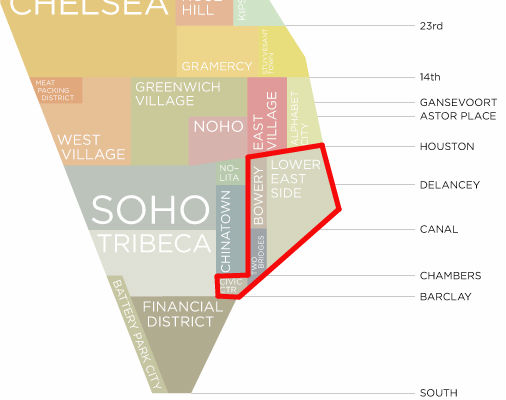 CHELSEA
HILL
KIPS
23rd
GRAMERCY
STUYVESANT
TOWN
14th
MEAT
PACKING
DISTRICT
GREENWICH
VILLAGE
GANSEVOORT
ASTOR PLACE
NOHO
EAST
VILLAGE
ALPHABET
CITY
WEST
VILLAGE
HOUSTON
NO-
LITA
BOWERY
LOWER
EAST
SIDE
DELANCEY
SOHO
CHINATOWN
CANAL
TRIBECA
TWO
BRIDGES
CHAMBERS
CIVIC
CTR
BARCLAY
BATTERY PARK CITY
FINANCIAL
DISTRICT
SOUTH